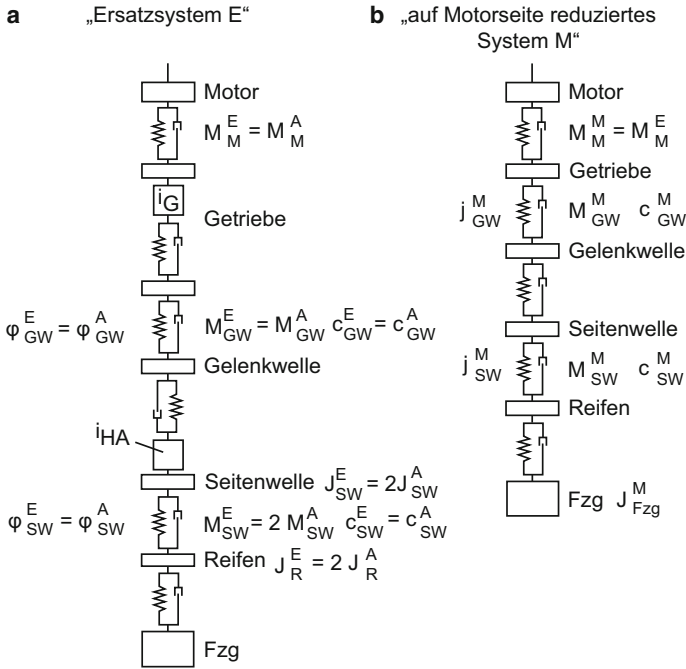 a „Ersatzsystem E“
Motor
M_M^E = M_M^A
i_G
Getriebe
φ_GW^E = φ_GW^A
M_GW^E = M_GW^A c_GW^E = c_GW^A
Gelenkwelle
i_HA
Seitenwelle J_SW^E = 2J_SW^A
φ_SW^E = φ_SW^A
M_SW^E = 2 M_SW^A c_SW^E = c_SW^A
Reifen J_R^E = 2 J_R^A
Fzg
b „auf Motorseite reduziertes
System M“
Motor
M_M^M = M_M^E
Getriebe
j_GW^M M_GW^M c_GW^M
Gelenkwelle
Seitenwelle
j_SW^M M_SW^M c_SW^M
Reifen
Fzg J_Fzg^M